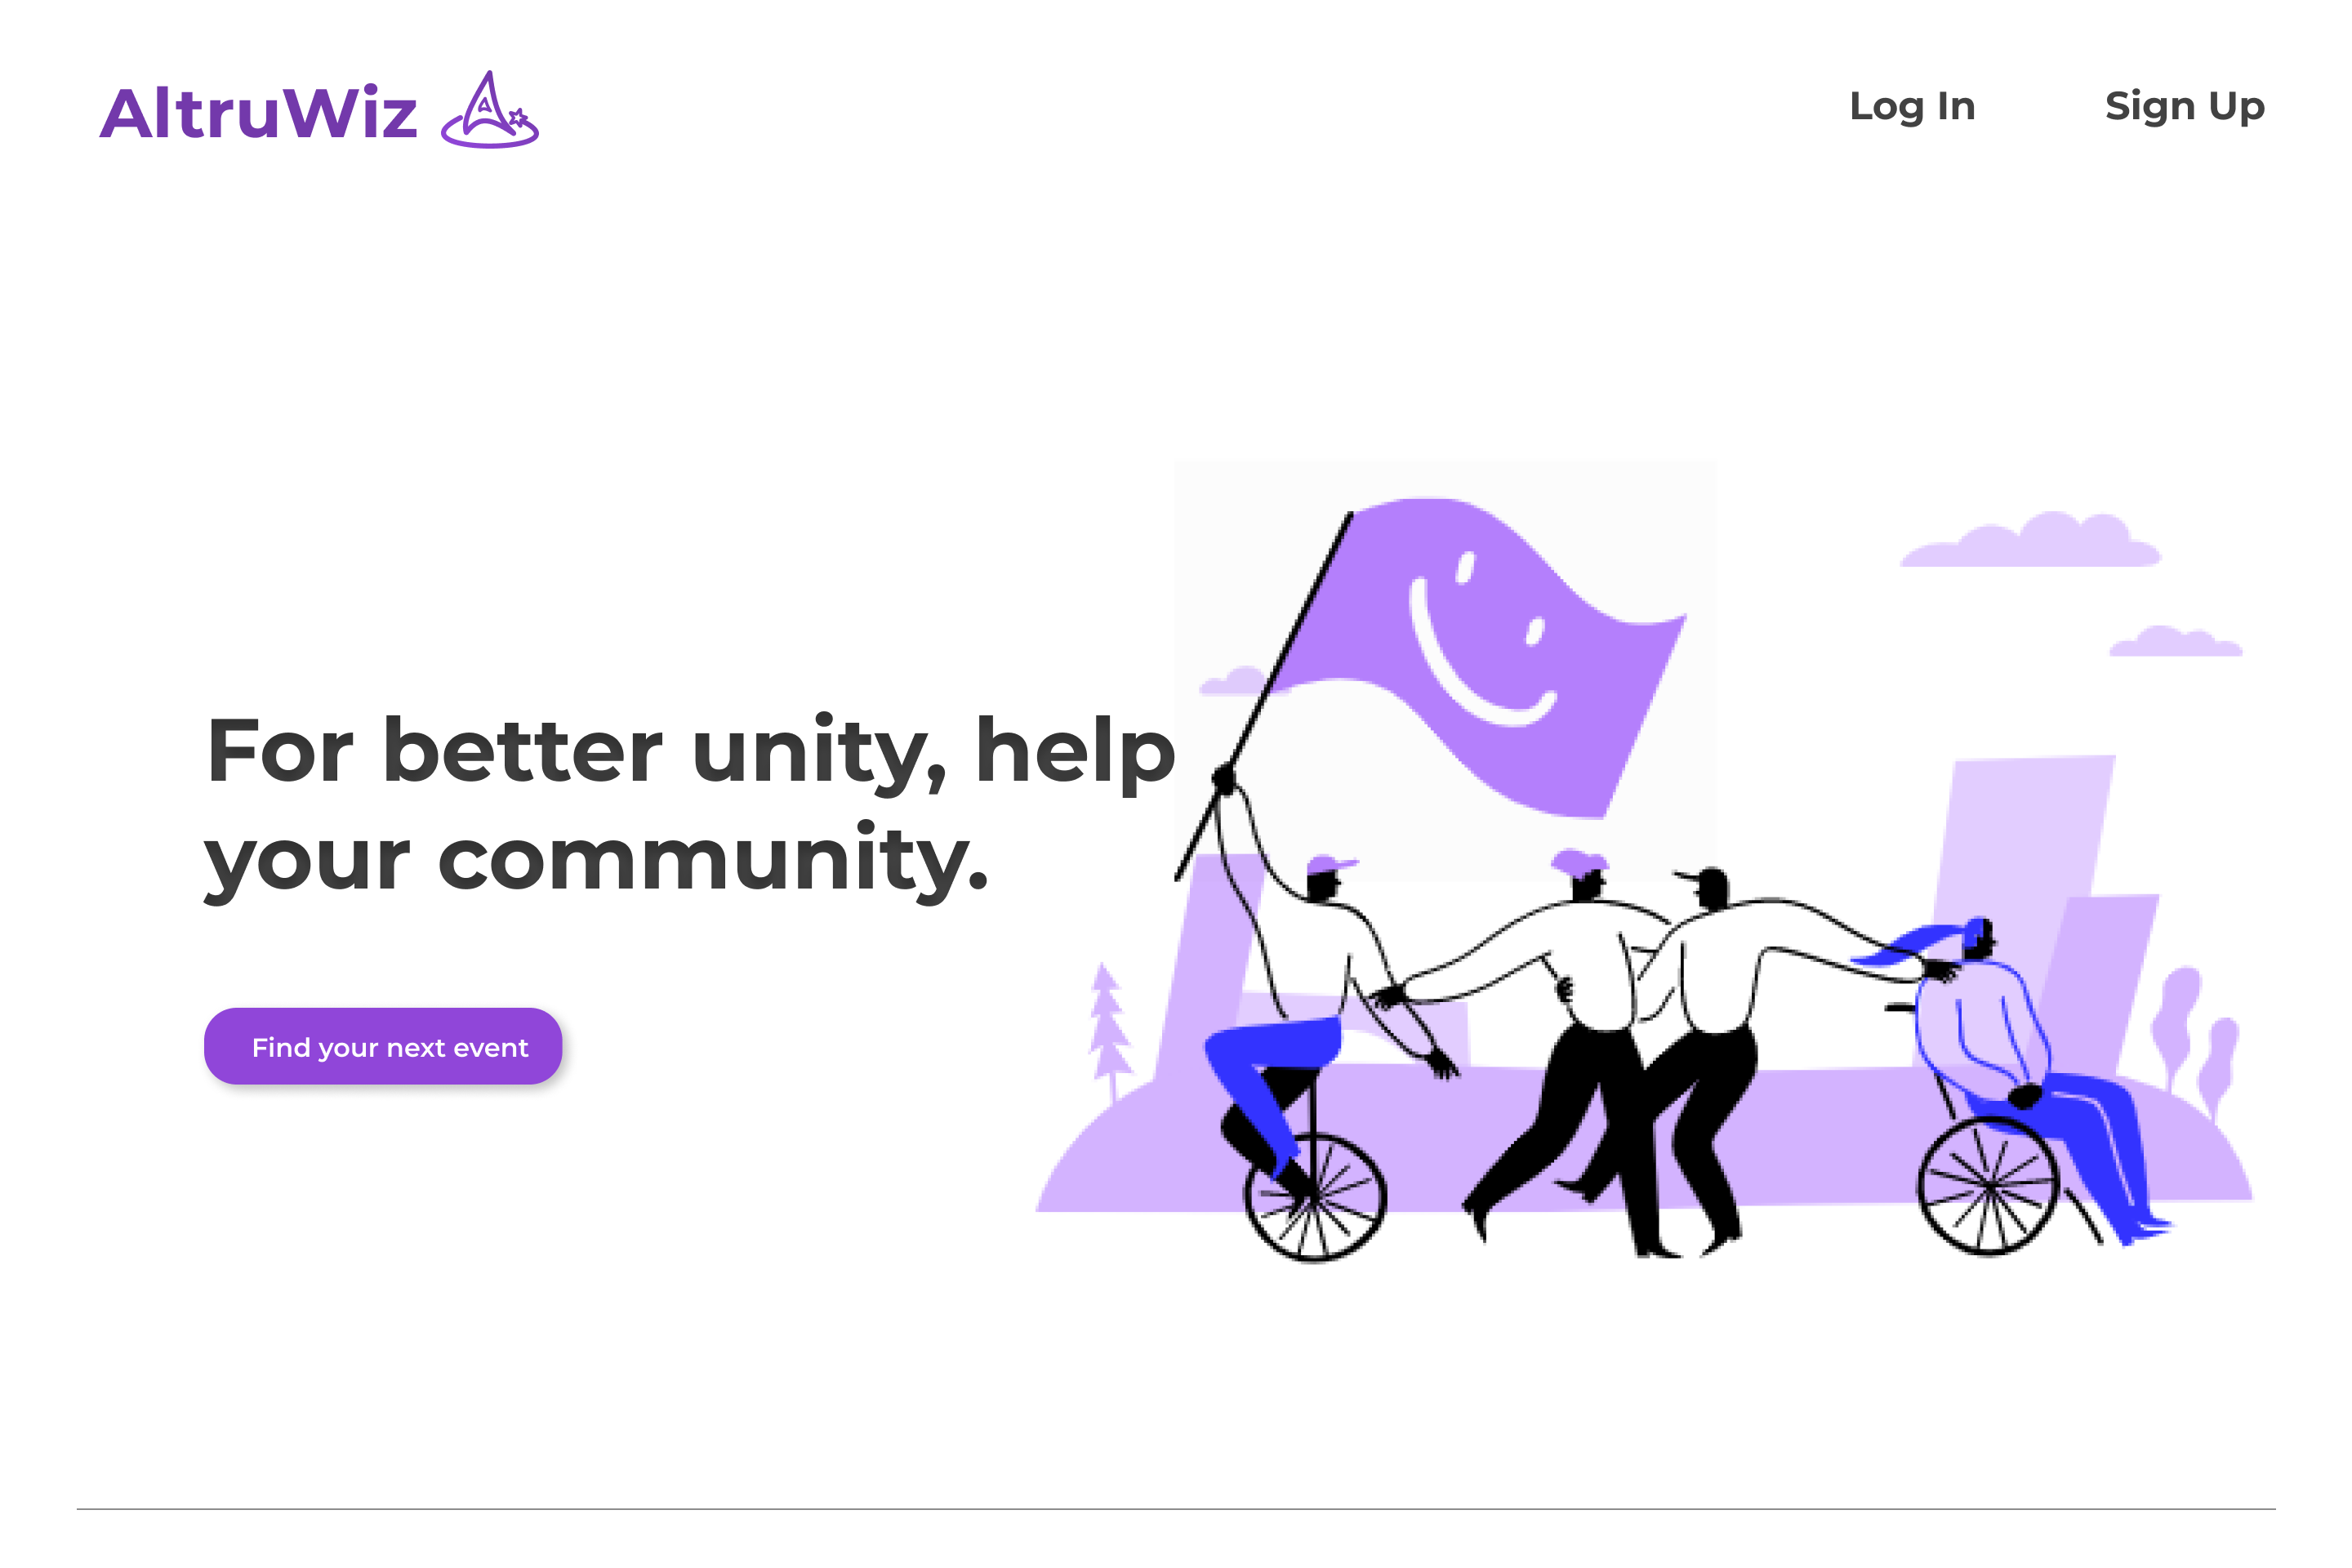 AltruWiz
Log In
Sign Up
For better unity, help
your community.
Find your next event